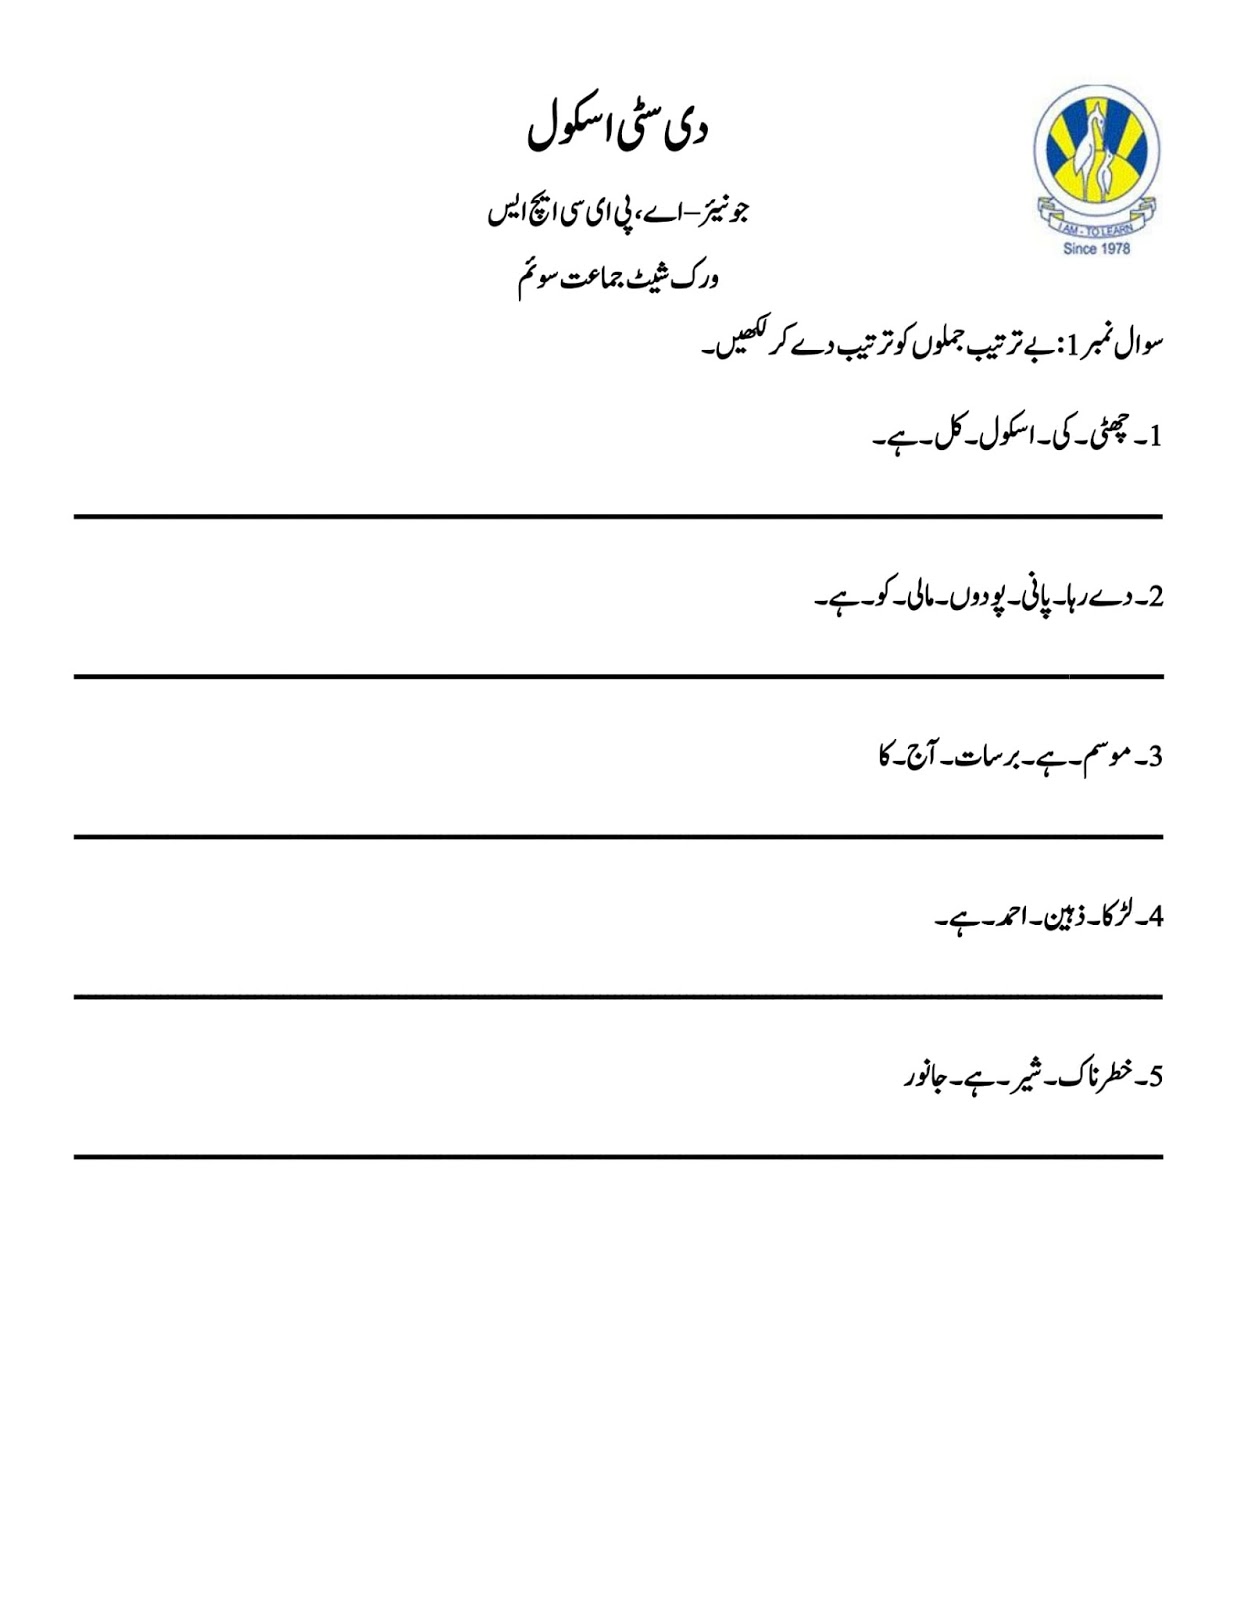 دی سٹی اسکول
I AM - TO LEARN
Since 1978
جونیئر – اے، پی ای سی ایچ ایس
ورک شیٹ جماعت سوئم
سوال نمبر 1: بے ترتیب جملوں کو ترتیب دے کر لکھیں۔
1۔ چھٹی۔ کی۔ اسکول۔ کل۔ ہے۔
2۔ دے رہا۔ پانی۔ پودوں۔ مالی۔ کو۔ ہے۔
3۔ موسم۔ ہے۔ برسات۔ آج۔ کا
4۔ لڑکا۔ ذہین۔ احمد۔ ہے۔
5۔ خطرناک۔ شیر۔ ہے۔ جانور